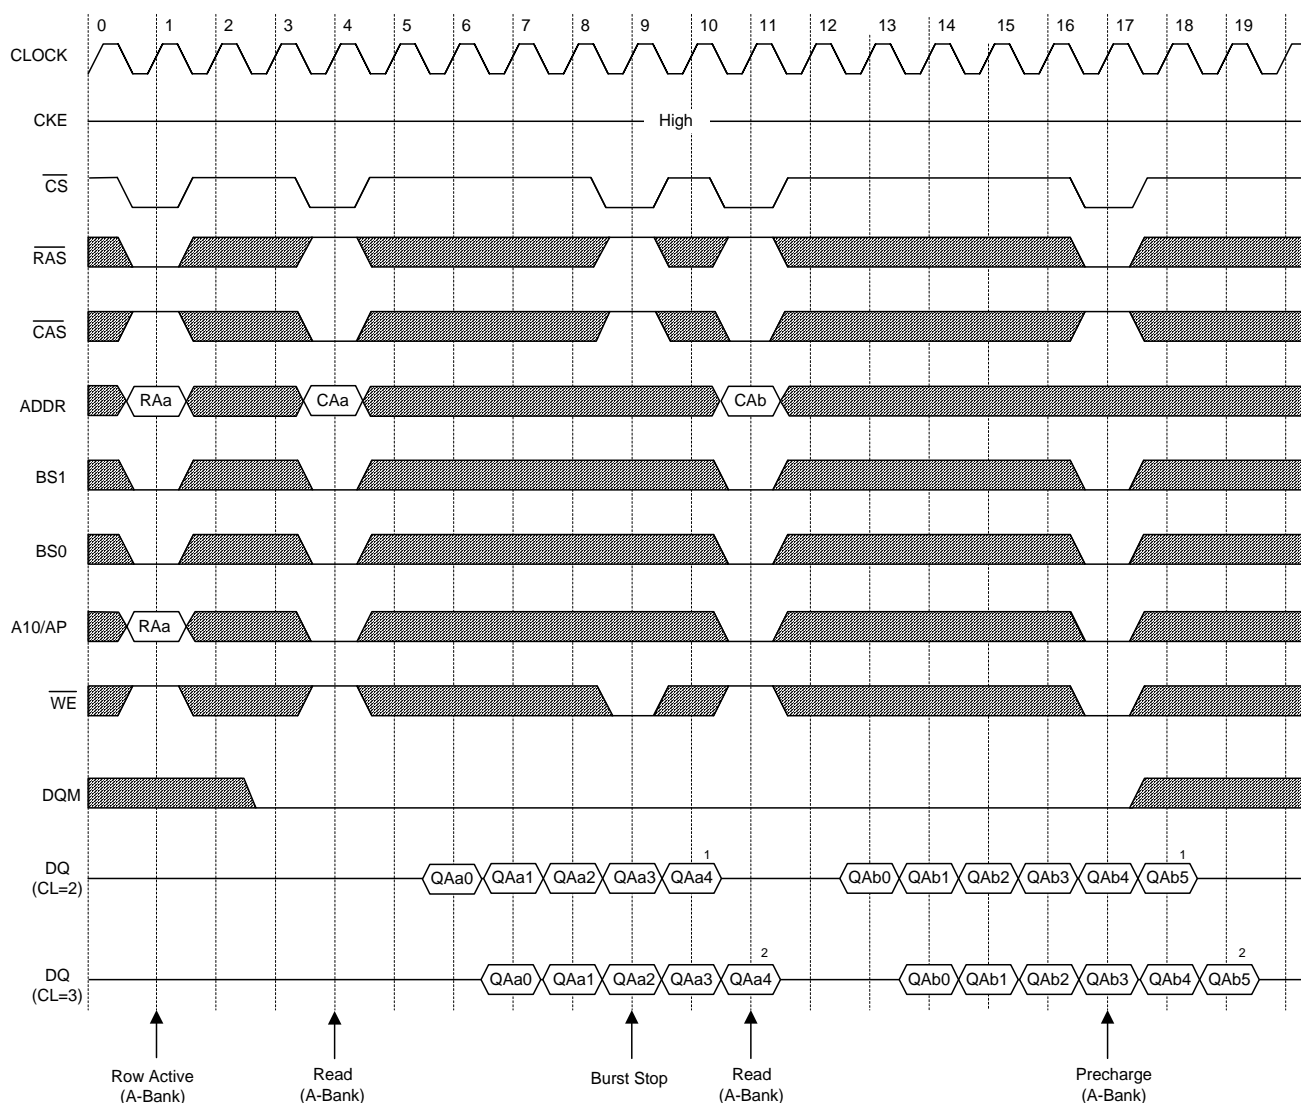 0 1 2 3 4 5 6 7 8 9 10 11 12 13 14 15 16 17 18 19
CLOCK
CKE High
CS
RAS
CAS
ADDR RAa CAa CAb
BS1
BS0
A10/AP RAa
WE
DQM
1 1
DQ
(CL=2) QAa0 QAa1 QAa2 QAa3 QAa4 QAb0 QAb1 QAb2 QAb3 QAb4 QAb5
2 2
DQ
(CL=3) QAa0 QAa1 QAa2 QAa3 QAa4 QAb0 QAb1 QAb2 QAb3 QAb4 QAb5
Row Active
(A-Bank)
Read
(A-Bank)
Burst Stop
Read
(A-Bank)
Precharge
(A-Bank)